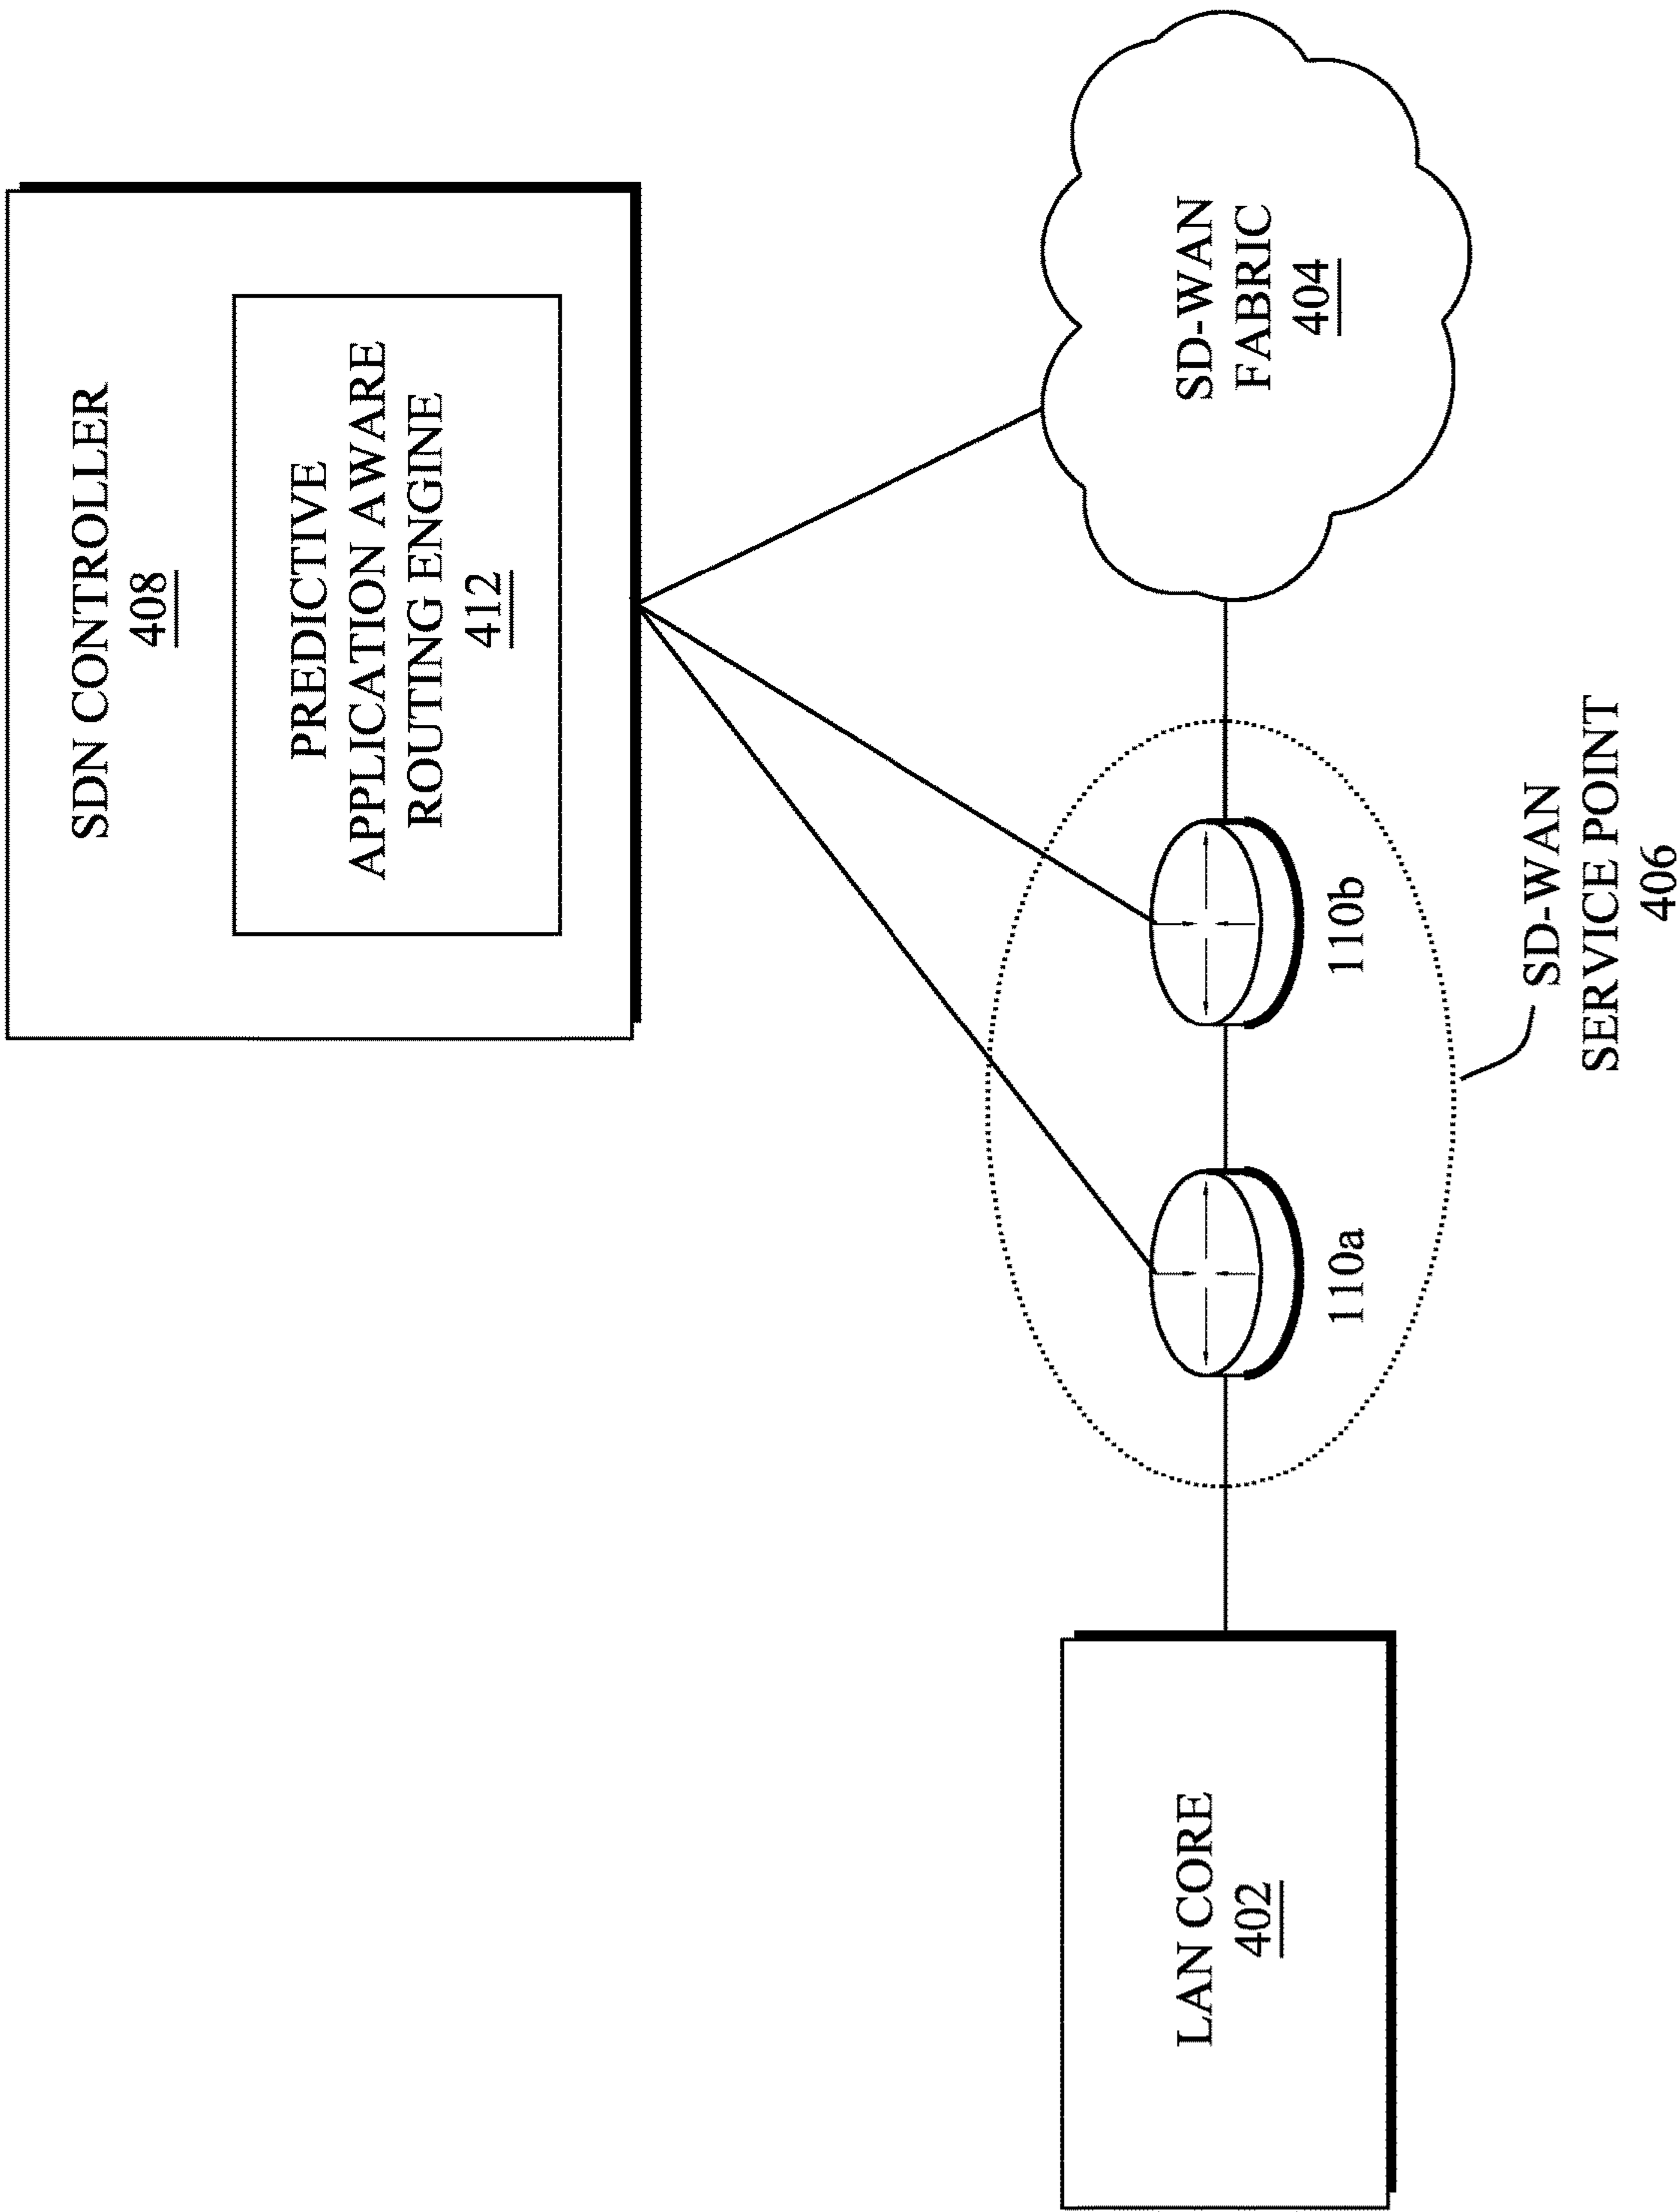 SDN CONTROLLER
408
PREDICTIVE
APPLICATION AWARE
ROUTING ENGINE
412
LAN CORE
402
110a
110b
SD-WAN
FABRIC
404
SD-WAN
SERVICE POINT
406